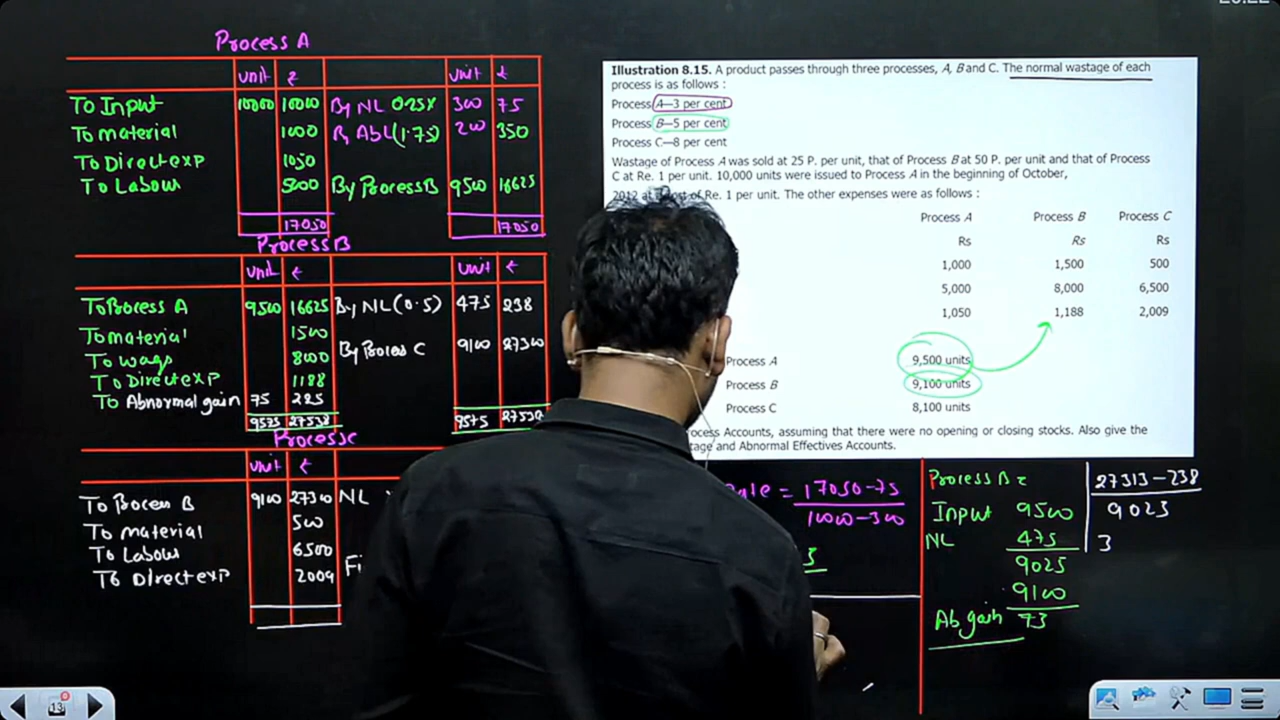 Process A
unit ₹ unit ₹
To Input 10000 10000 By NL 0.25x 300 75
To material 1000 By AbL (1.75) 200 350
To Direct exp 1050
To Labour 5000 By Process B 9500 16625
17050 17050
Process B
unit ₹ unit ₹
To Process A 9500 16625 By NL (0.5) 475 238
To material 1500
To wags 8000 By Process C 9100 27300
To Direct exp 1188
To Abnormal gain 75 225
9575 27538 9575 27538
Process C
unit ₹
To Process B 9100 27300 NL
To material 500
To Labour 6500
To Direct exp 2009 Fi
Illustration 8.15. A product passes through three processes, A, B and C. The normal wastage of each
process is as follows :
Process A—3 per cent
Process B—5 per cent
Process C—8 per cent
Wastage of Process A was sold at 25 P. per unit, that of Process B at 50 P. per unit and that of Process
C at Re. 1 per unit. 10,000 units were issued to Process A in the beginning of October,
2012 at cost of Re. 1 per unit. The other expenses were as follows :
Process A Process B Process C
Rs Rs Rs
1,000 1,500 500
5,000 8,000 6,500
1,050 1,188 2,009
Process A 9,500 units
Process B 9,100 units
Process C 8,100 units
ocess Accounts, assuming that there were no opening or closing stocks. Also give the
tage and Abnormal Effectives Accounts.
= 17050-75
10000-300
Process B =
Input 9500
NL 475
9025
9100
Ab gain 73
27313-238
9025
3
13